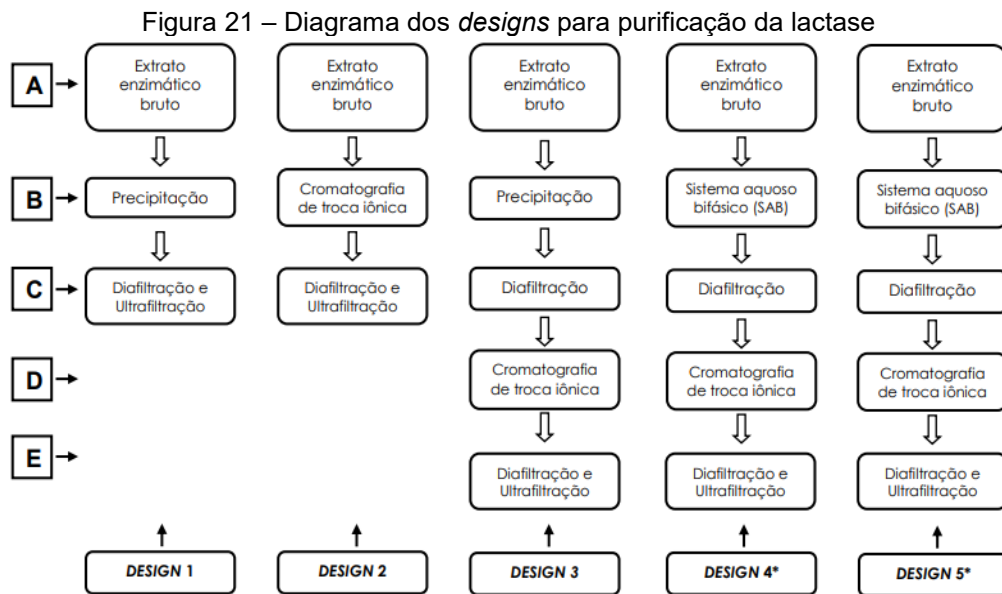 Figura 21 – Diagrama dos designs para purificação da lactase
A
Extrato
enzimático
bruto
Extrato
enzimático
bruto
Extrato
enzimático
bruto
Extrato
enzimático
bruto
Extrato
enzimático
bruto
B
Precipitação
Cromatografia
de troca iônica
Precipitação
Sistema aquoso
bifásico (SAB)
Sistema aquoso
bifásico (SAB)
C
Diafiltração e
Ultrafiltração
Diafiltração e
Ultrafiltração
Diafiltração
Diafiltração
Diafiltração
D
Cromatografia
de troca iônica
Cromatografia
de troca iônica
Cromatografia
de troca iônica
E
Diafiltração e
Ultrafiltração
Diafiltração e
Ultrafiltração
Diafiltração e
Ultrafiltração
DESIGN 1
DESIGN 2
DESIGN 3
DESIGN 4*
DESIGN 5*